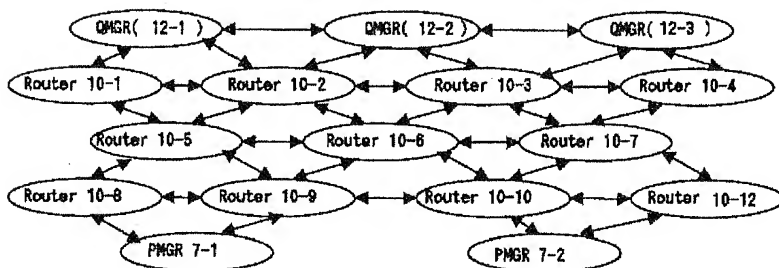 QMGR( 12-1 ) QMGR( 12-2 ) QMGR( 12-3 )
Router 10-1 Router 10-2 Router 10-3 Router 10-4
Router 10-5 Router 10-6 Router 10-7
Router 10-8 Router 10-9 Router 10-10 Router 10-12
PMGR 7-1 PMGR 7-2